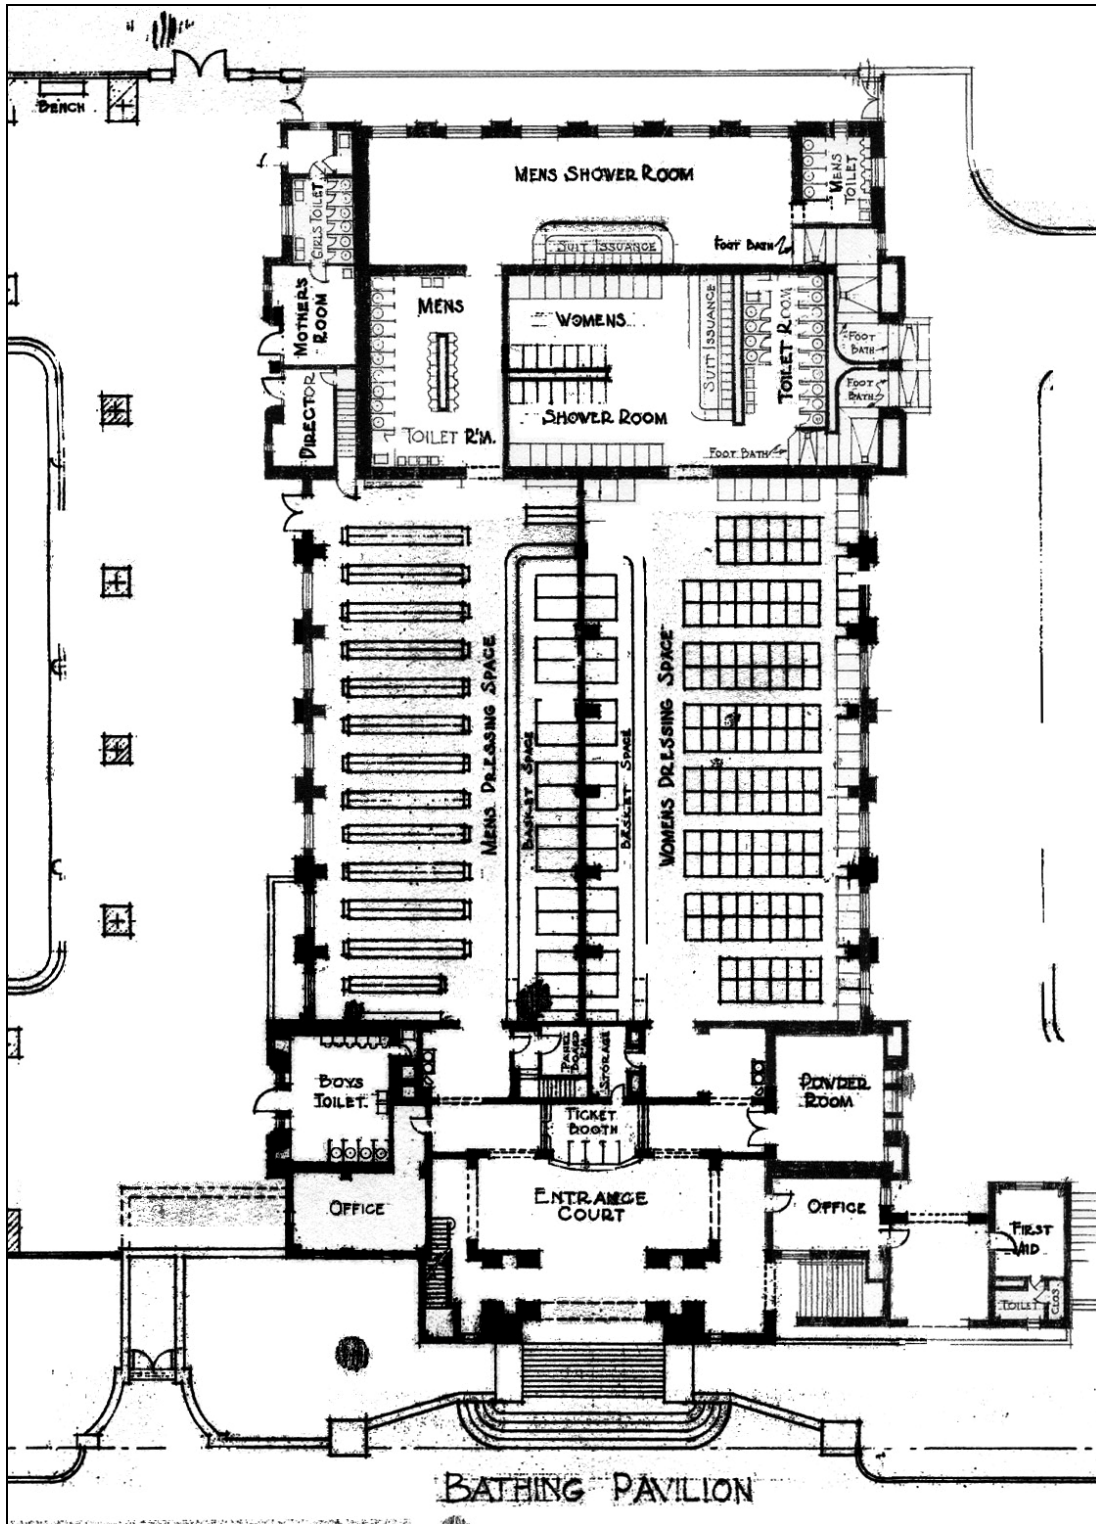 BENCH
MENS SHOWER ROOM
MENS
TOILET
GIRLS TOILET
SUIT ISSUANCE
FOOT BATH
MOTHERS
ROOM
MENS
TOILET R'M.
WOMENS
SHOWER ROOM
SUIT ISSUANCE
TOILET ROOM
FOOT
BATH
FOOT
BATH
FOOT BATH
DIRECTOR
MENS DRESSING SPACE
BASKET SPACE
BASKET SPACE
WOMENS DRESSING SPACE
BOYS
TOILET
PANEL
BOARD
R'M.
STORAGE
POWDER
ROOM
TICKET
BOOTH
OFFICE
ENTRANCE
COURT
OFFICE
FIRST
AID
TOILET
CLOS.
BATHING PAVILION